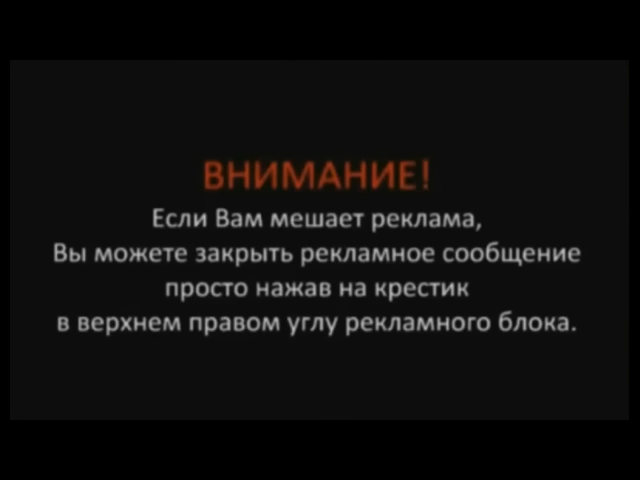 ВНИМАНИЕ!
Если Вам мешает реклама,
Вы можете закрыть рекламное сообщение
просто нажав на крестик
в верхнем правом углу рекламного блока.